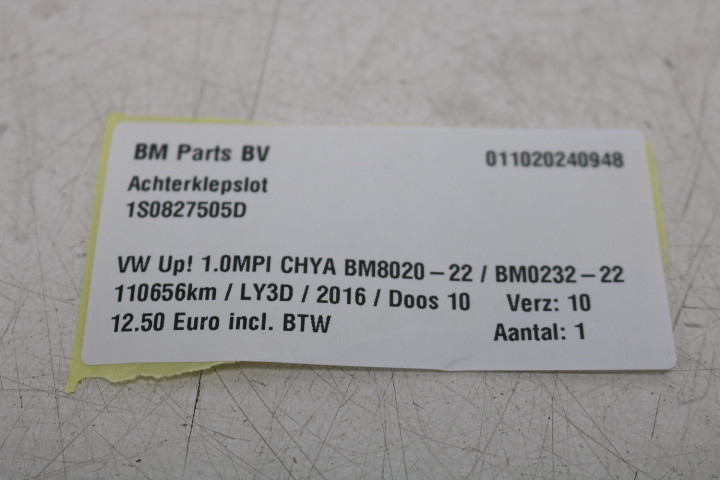 BM Parts BV 011020240948
Achterklepslot
1S0827505D
VW Up! 1.0MPI CHYA BM8020-22 / BM0232-22
110656km / LY3D / 2016 / Doos 10 Verz: 10
12.50 Euro incl. BTW Aantal: 1